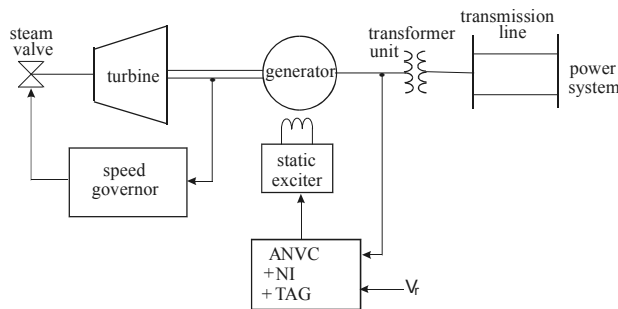 steam
valve
turbine
generator
transformer
unit
transmission
line
power
system
speed
governor
static
exciter
ANVC
+NI
+TAG
Vr